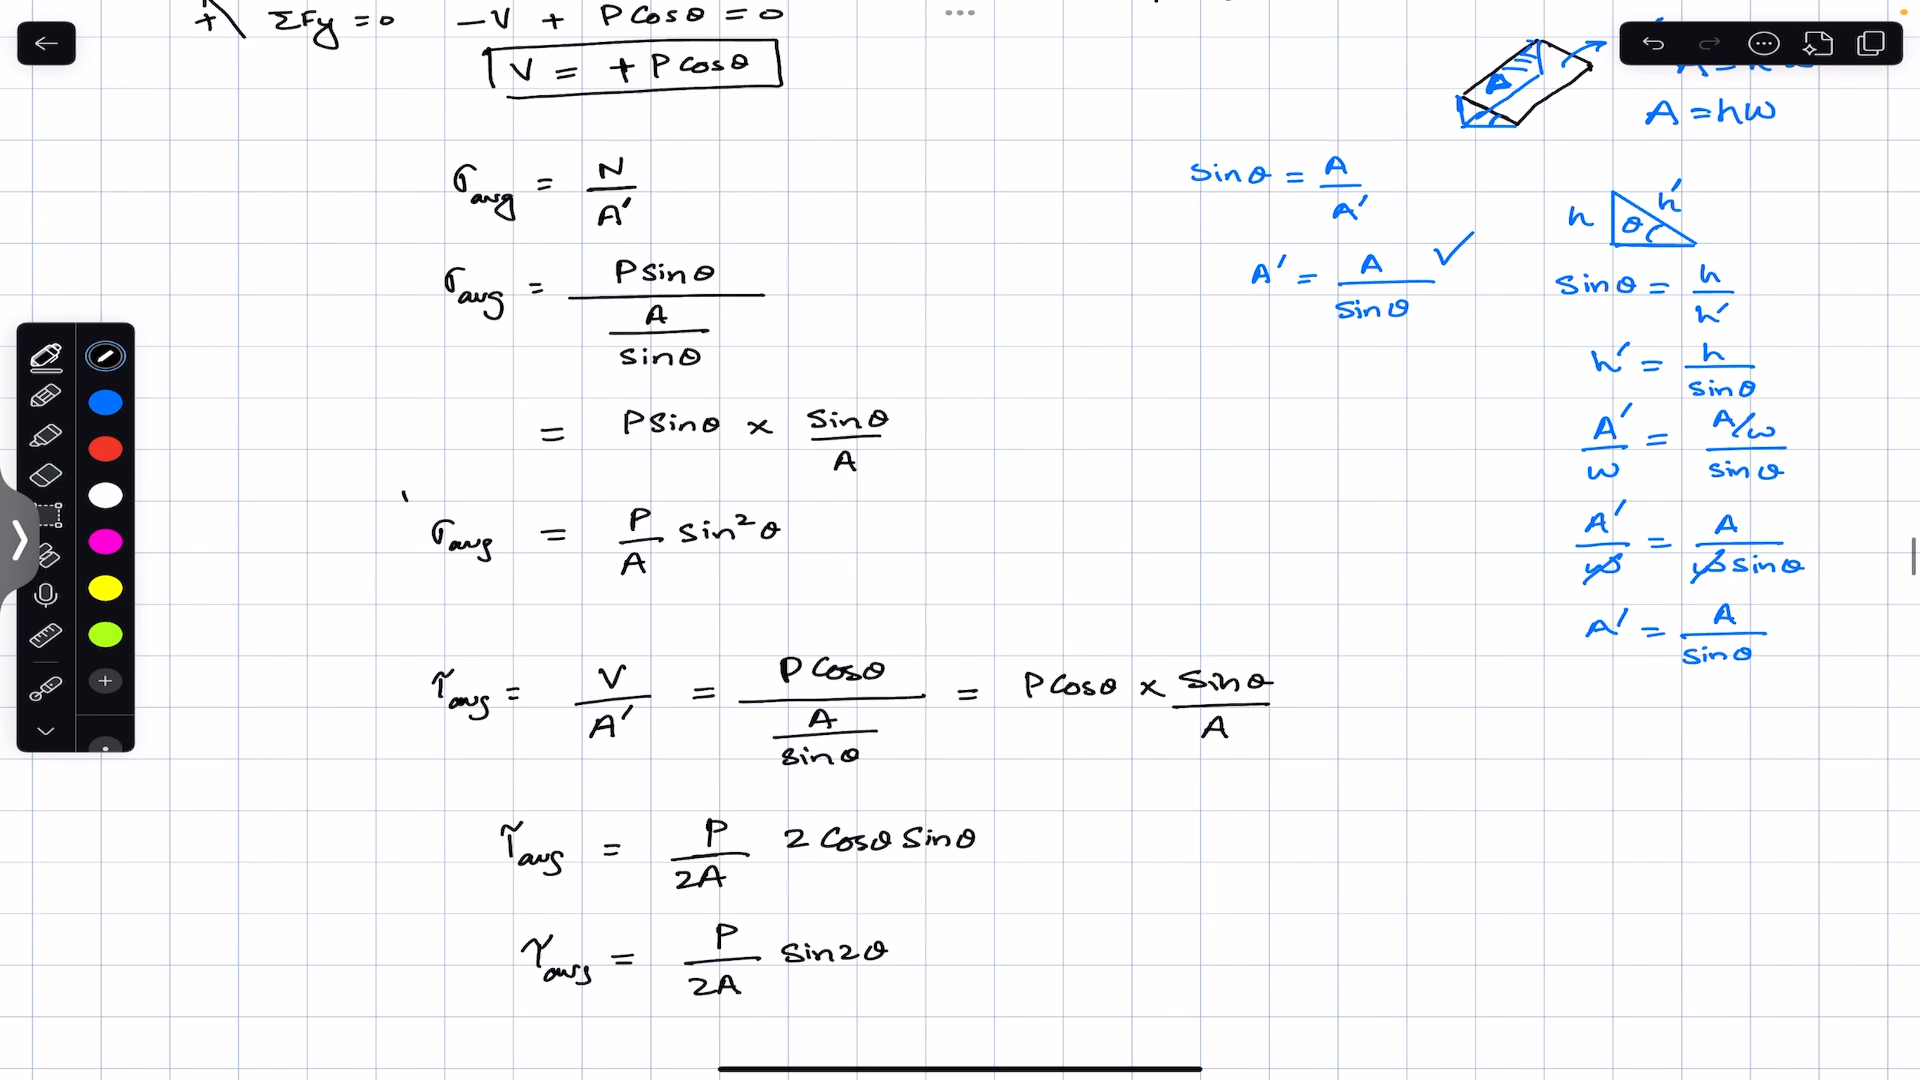 + ΣFy = 0   -V + P Cosθ = 0
V = + P Cosθ
A = hw
σavg = N / A'
sinθ = A / A'
h   θ   h'
σavg = P sinθ / (A / sinθ)
A' = A / sinθ ✓
sinθ = h / h'
h' = h / sinθ
= P sinθ × sinθ / A
A' / w = A/w / sinθ
σavg = P / A sin²θ
A' / w = A / w sinθ
A' = A / sinθ
τavg = V / A' = P Cosθ / (A / sinθ) = P Cosθ × sinθ / A
τavg = P / 2A 2 Cosθ Sinθ
τavg = P / 2A Sin2θ
A